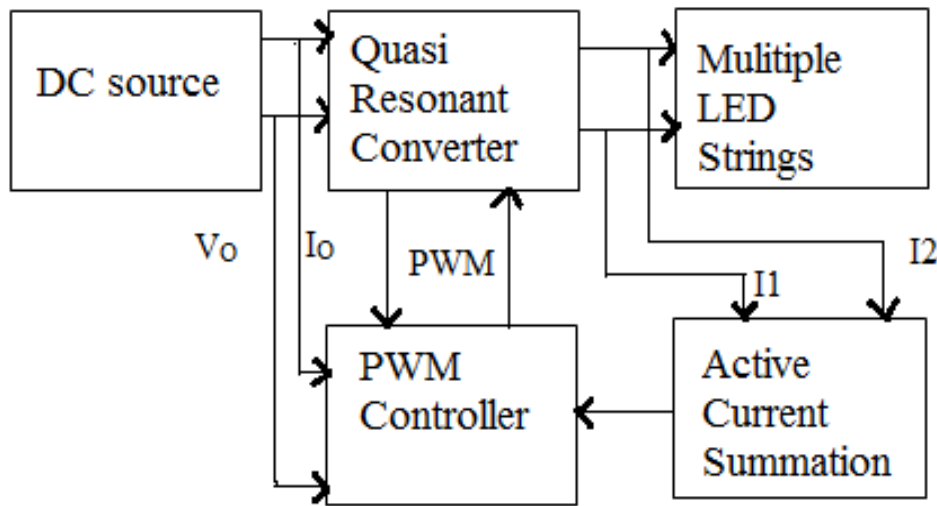 DC source
Quasi
Resonant
Converter
Mulitiple
LED
Strings
Vo
Io
PWM
I1
I2
PWM
Controller
Active
Current
Summation